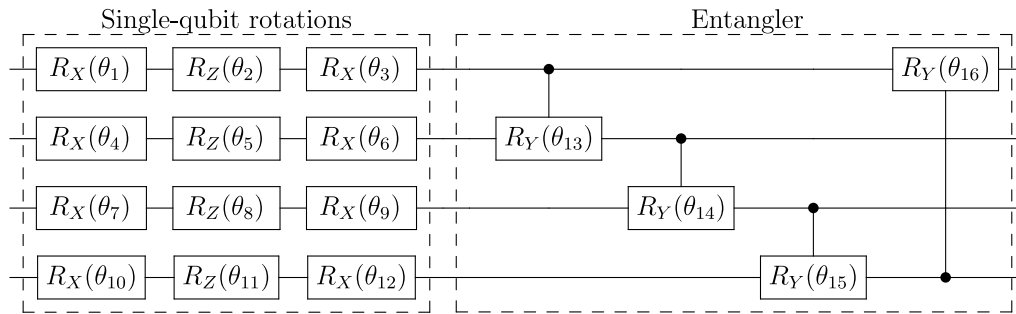 Single-qubit rotations Entangler
R_X(θ_1) R_Z(θ_2) R_X(θ_3) R_Y(θ_16)
R_X(θ_4) R_Z(θ_5) R_X(θ_6) R_Y(θ_13)
R_X(θ_7) R_Z(θ_8) R_X(θ_9) R_Y(θ_14)
R_X(θ_10) R_Z(θ_11) R_X(θ_12) R_Y(θ_15)